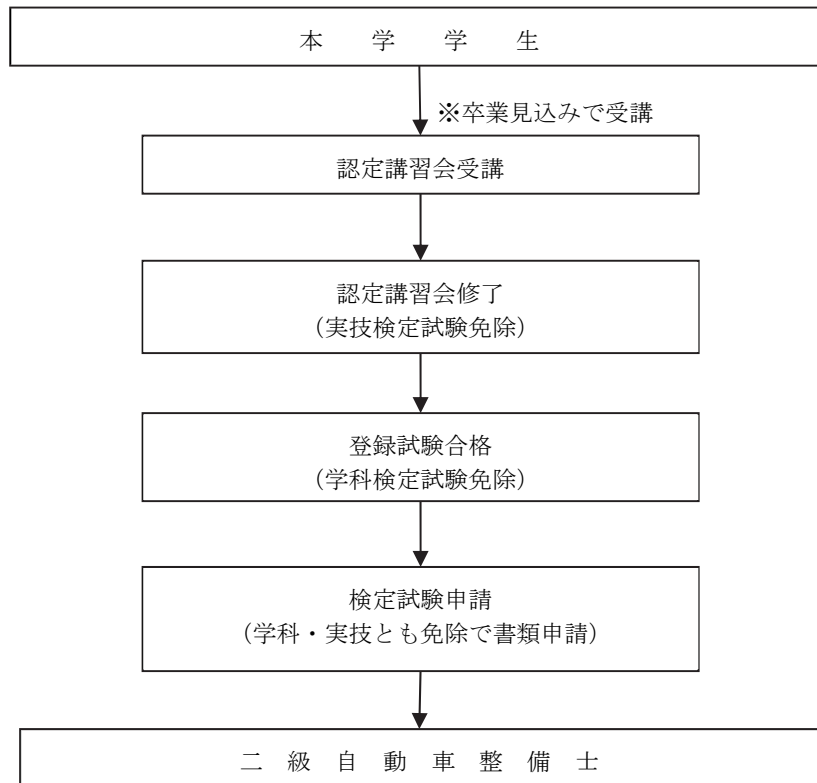 本学学生
※卒業見込みで受講
認定講習会受講
認定講習会修了
（実技検定試験免除）
登録試験合格
（学科検定試験免除）
検定試験申請
（学科・実技とも免除で書類申請）
二級自動車整備士